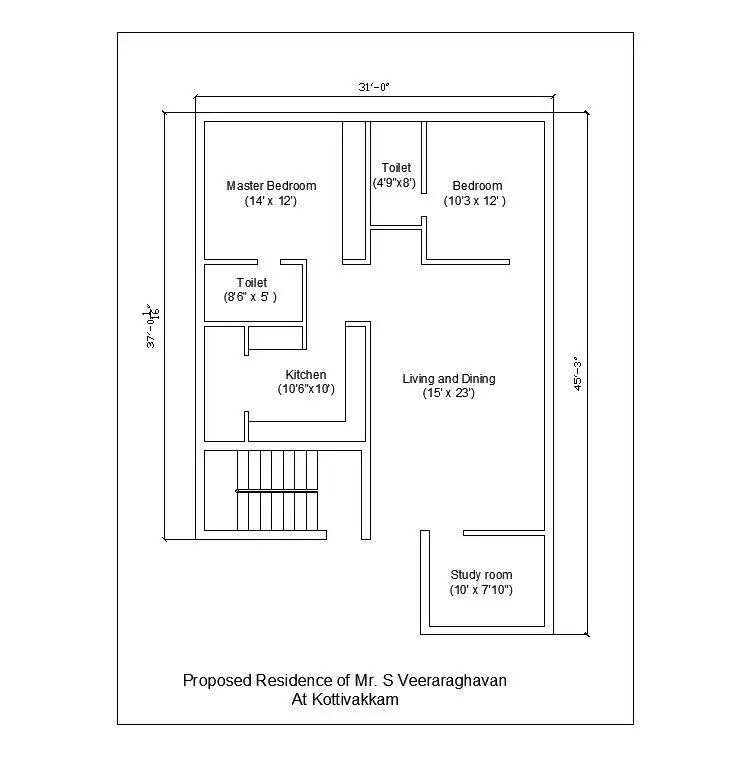 31'-0"
Toilet
(4'9"x8')
Master Bedroom
(14' x 12')
Bedroom
(10'3 x 12' )
Toilet
(8'6" x 5' )
37'-0 1/16"
Kitchen
(10'6"x10')
Living and Dining
(15' x 23')
45'-3"
Study room
(10' x 7'10")
Proposed Residence of Mr. S Veeraraghavan
At Kottivakkam